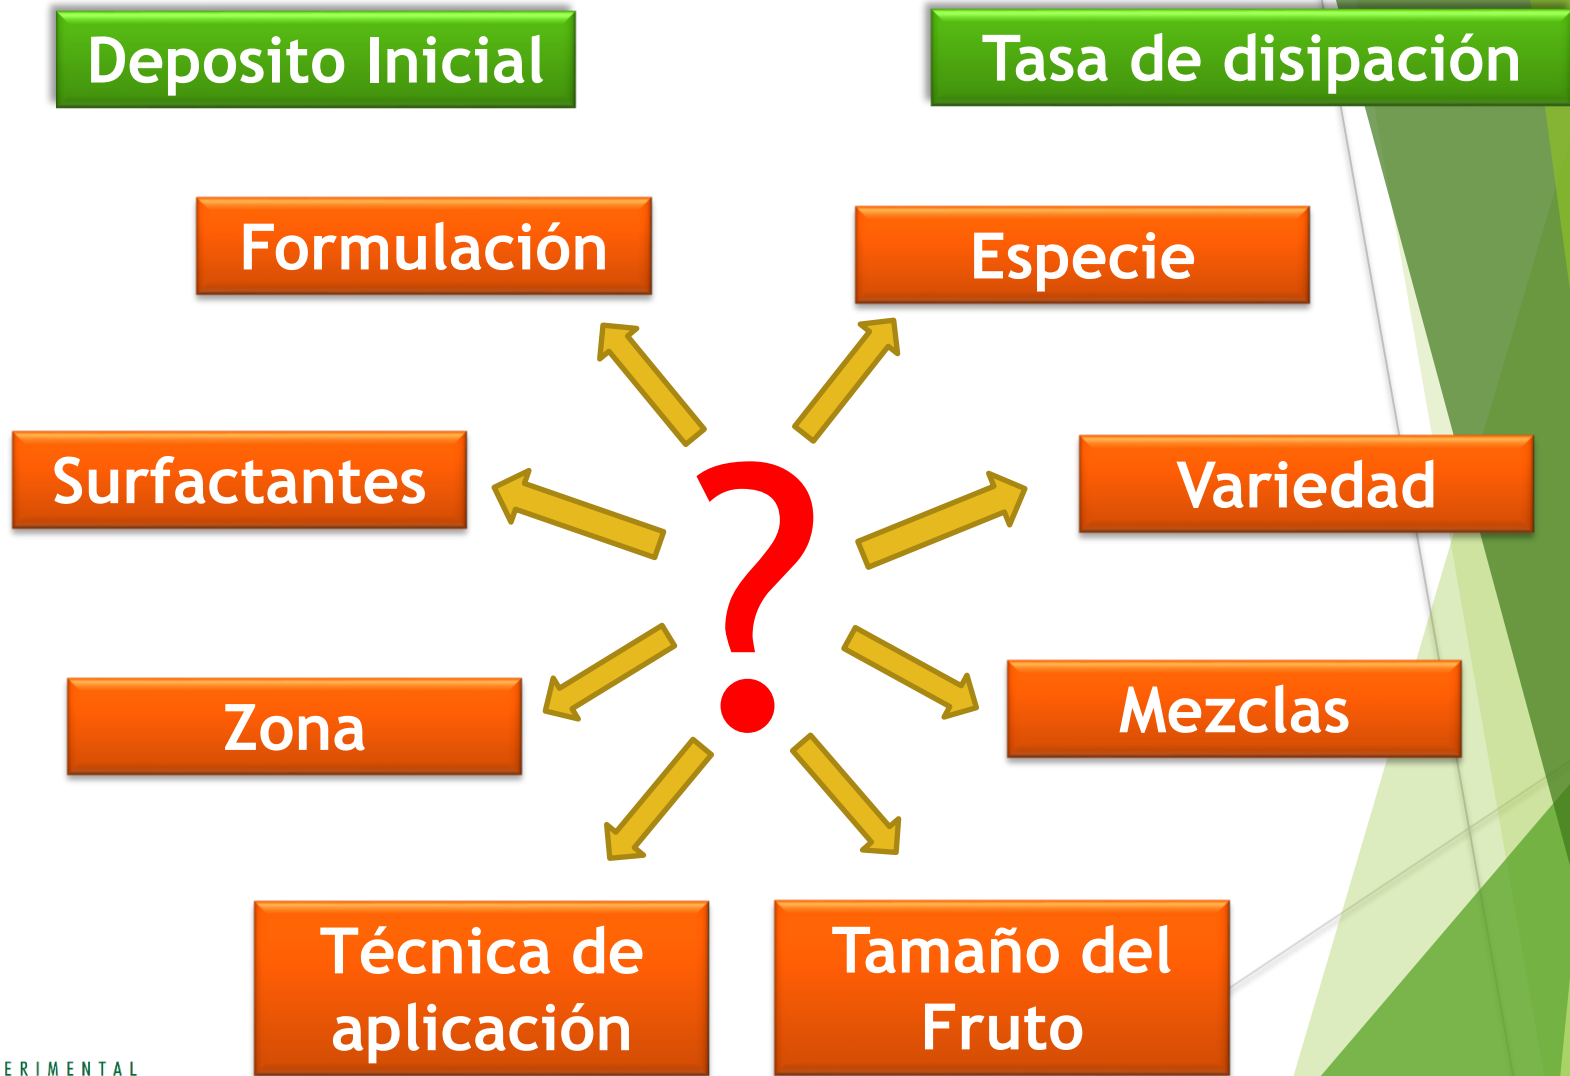 Deposito Inicial
Tasa de disipación
Formulación
Especie
Surfactantes
Variedad
?
Zona
Mezclas
Técnica de
aplicación
Tamaño del
Fruto
ERIMENTAL